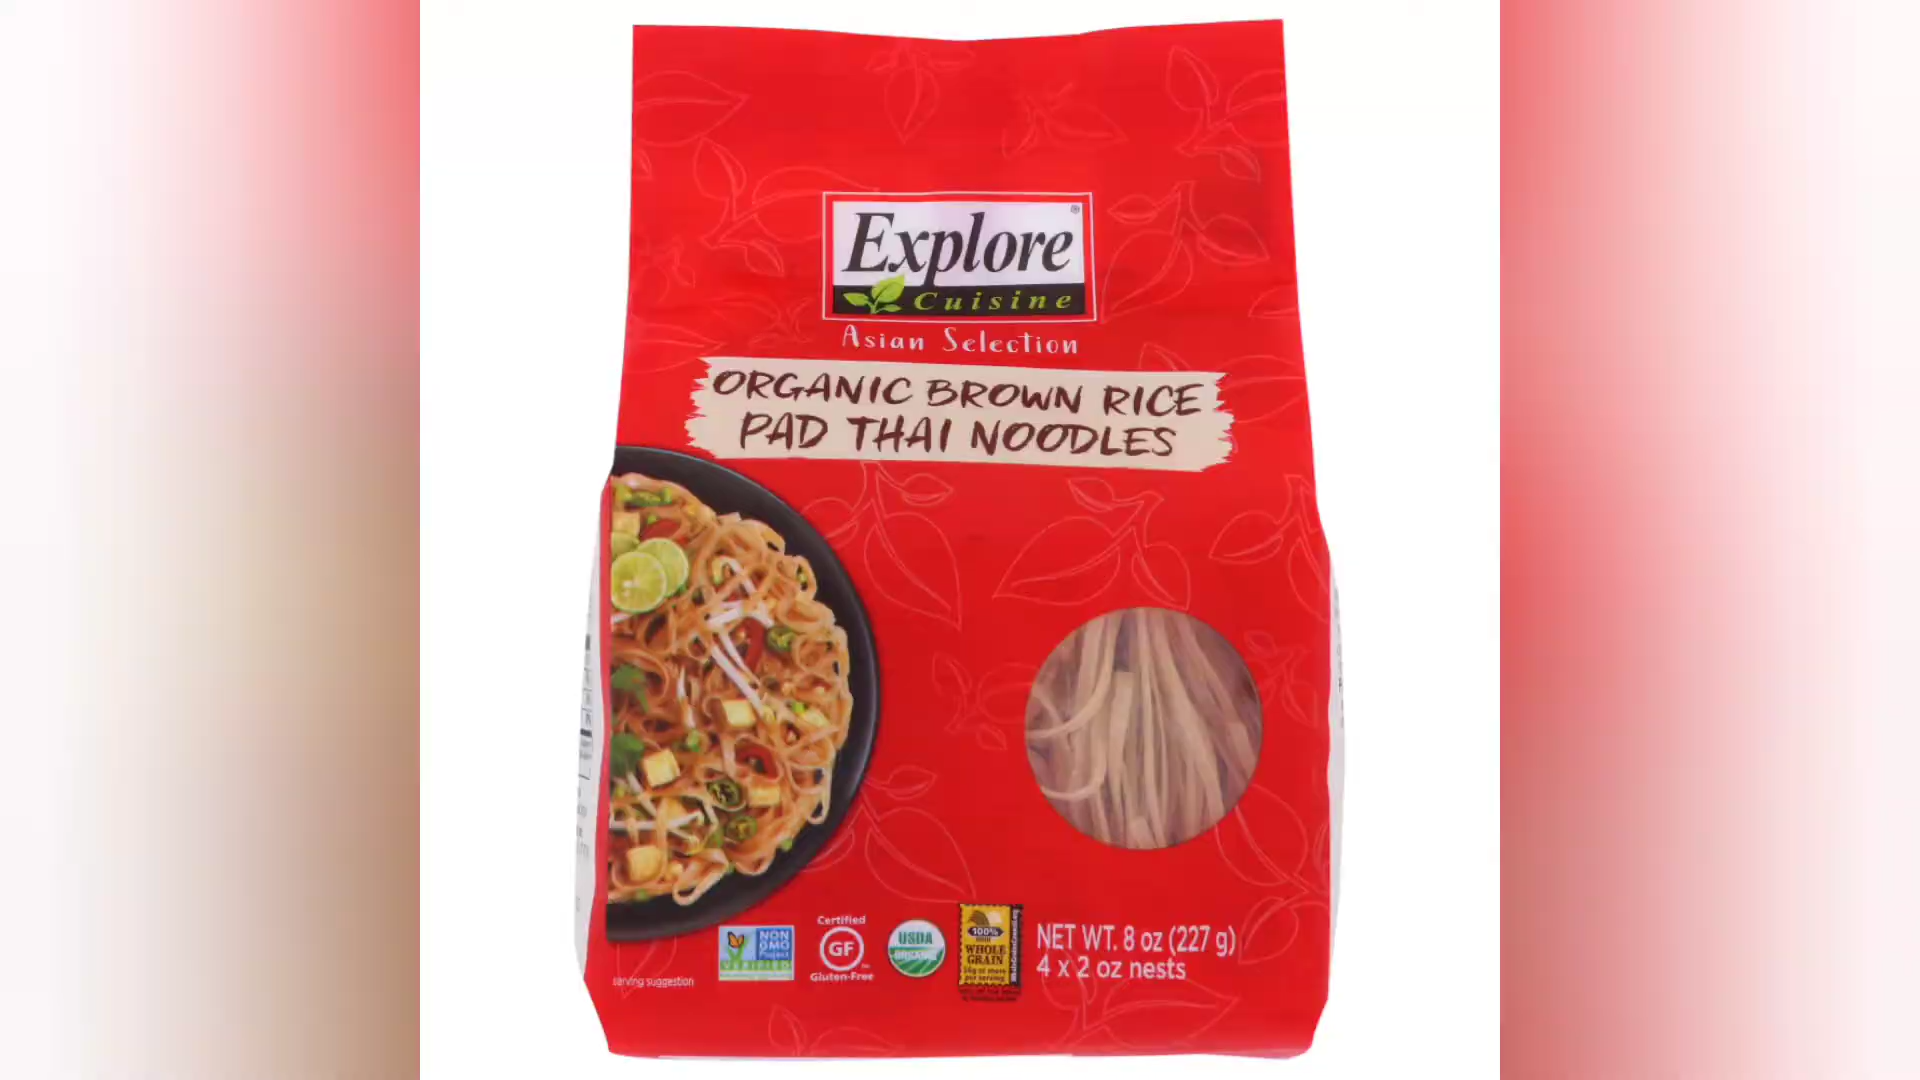 Explore®
Cuisine
Asian Selection
ORGANIC BROWN RICE
PAD THAI NOODLES
NON
GMO
Project
VERIFIED
Certified
GF
Gluten-Free
USDA
ORGANIC
100%
WHOLE
GRAIN
NET WT. 8 oz (227 g)
4 x 2 oz nests
serving suggestion